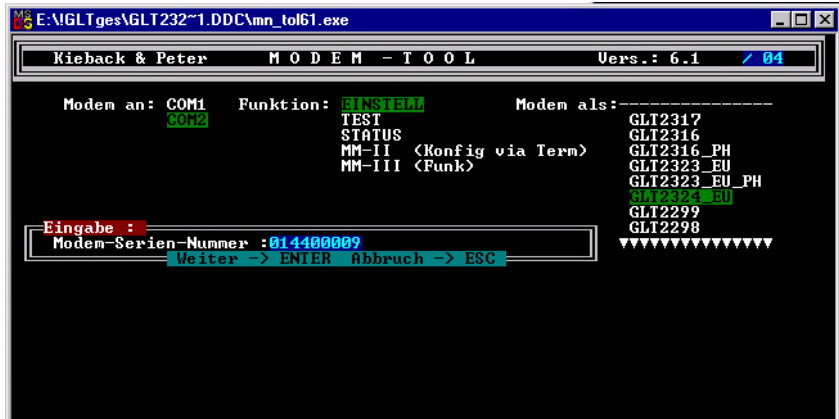 E:\!GLTges\GLT232~1.DDC\mn_tol61.exe
Kieback & Peter M O D E M - T O O L Vers.: 6.1 / 04
Modem an: COM1 Funktion: EINSTELL Modem als:---------------
COM2 TEST GLT2317
STATUS GLT2316
MM-II (Konfig via Term) GLT2316_PH
MM-III (Funk) GLT2323_EU
GLT2323_EU_PH
GLT2324_EU
GLT2299
GLT2298
Eingabe :
Modem-Serien-Nummer :014400009
Weiter -> ENTER Abbruch -> ESC